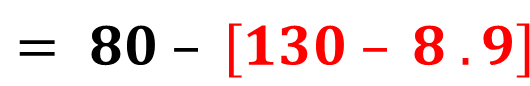 = 80 – [130 – 8 . 9]